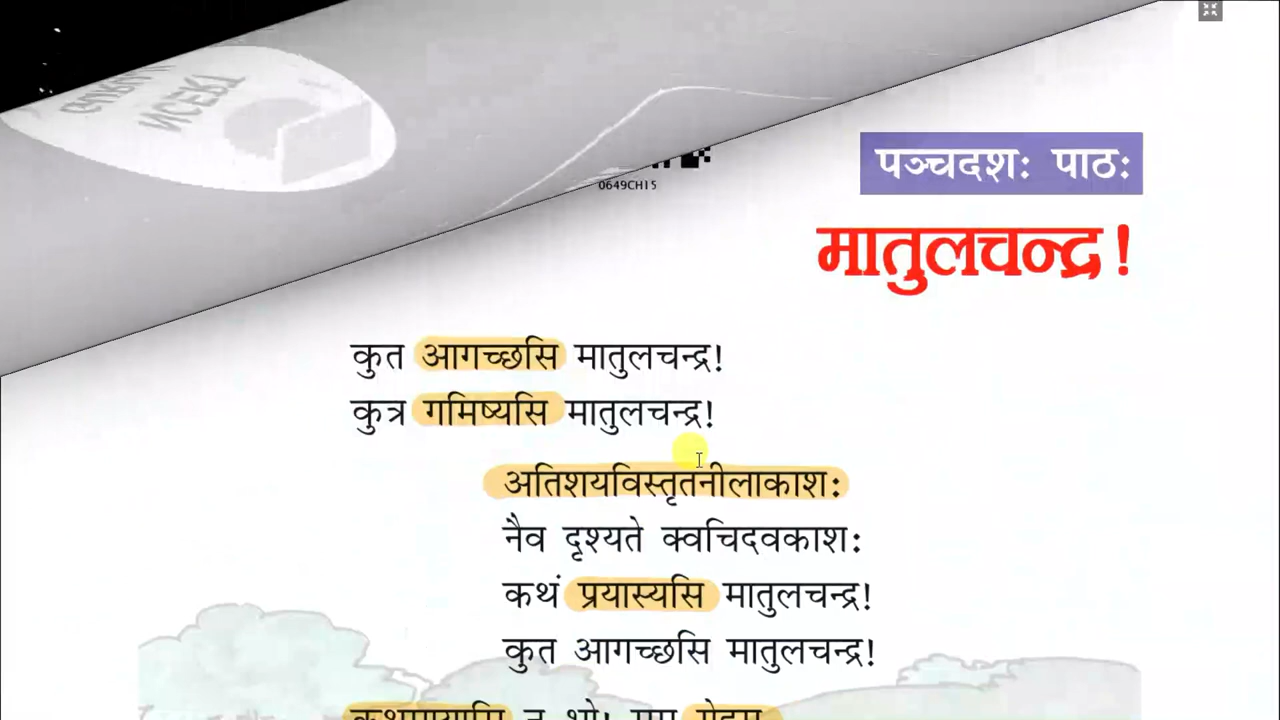 NCERT
0649CH15
पञ्चदशः पाठः
मातुलचन्द्र!
कुत आगच्छसि मातुलचन्द्र!
कुत्र गमिष्यसि मातुलचन्द्र!
अतिशयविस्तृतनीलाकाशः
नैव दृश्यते क्वचिदवकाशः
कथं प्रयास्यसि मातुलचन्द्र!
कुत आगच्छसि मातुलचन्द्र!